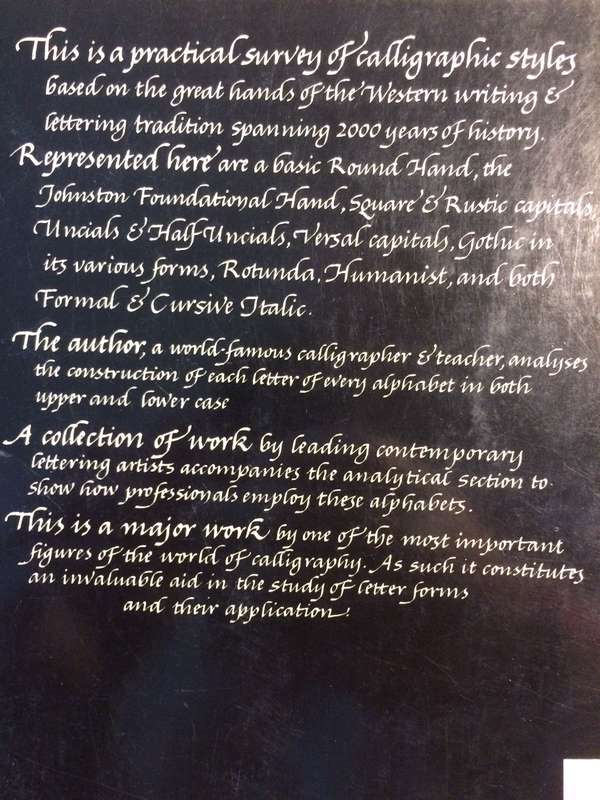 This is a practical survey of calligraphic styles
based on the great hands of the Western writing &
lettering tradition spanning 2000 years of history.
Represented here are a basic Round Hand, the
Johnston Foundational Hand, Square & Rustic capitals,
Uncials & Half-Uncials, Versal capitals, Gothic in
its various forms, Rotunda, Humanist, and both
Formal & Cursive Italic.
The author, a world-famous calligrapher & teacher, analyses
the construction of each letter of every alphabet in both
upper and lower case
A collection of work by leading contemporary
lettering artists accompanies the analytical section to
show how professionals employ these alphabets.
This is a major work by one of the most important
figures of the world of calligraphy. As such it constitutes
an invaluable aid in the study of letter forms
and their application.